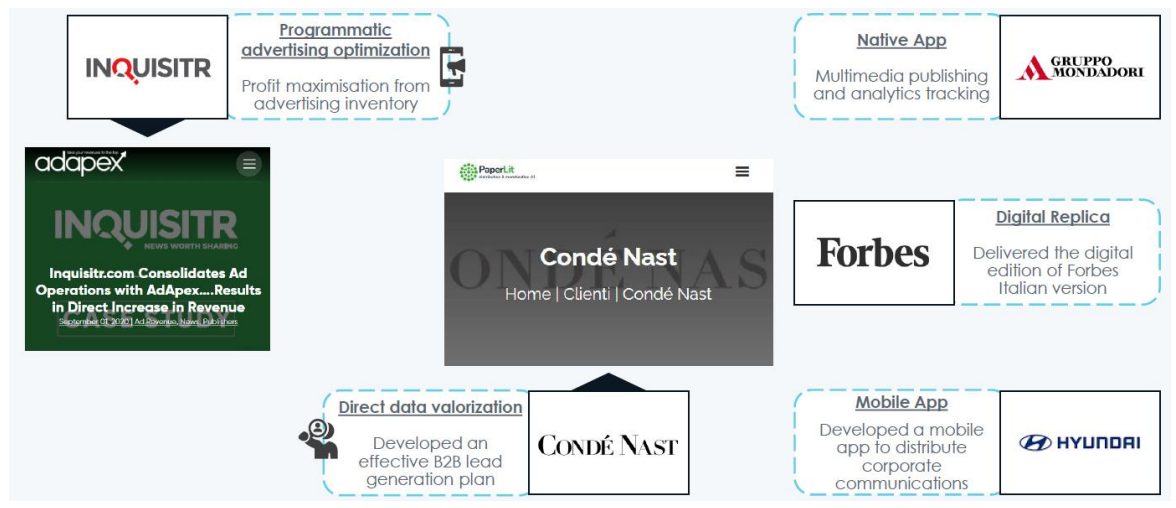 INQUISITR
Programmatic
advertising optimization
Profit maximisation from
advertising inventory
Native App
Multimedia publishing
and analytics tracking
GRUPPO
MONDADORI
adapex
INQUISITR
NEWS WORTH SHARING
Inquisitr.com Consolidates Ad
Operations with AdApex....Results
in Direct Increase in Revenue
September 01, 2020 | Ad Revenue, News, Publishers
CASE STUDY
PaperLit
CONDÉ NAS
Condé Nast
Home | Clienti | Condé Nast
Forbes
Digital Replica
Delivered the digital
edition of Forbes
Italian version
Direct data valorization
Developed an
effective B2B lead
generation plan
CONDÉ NAST
Mobile App
Developed a mobile
app to distribute
corporate
communications
HYUNDAI